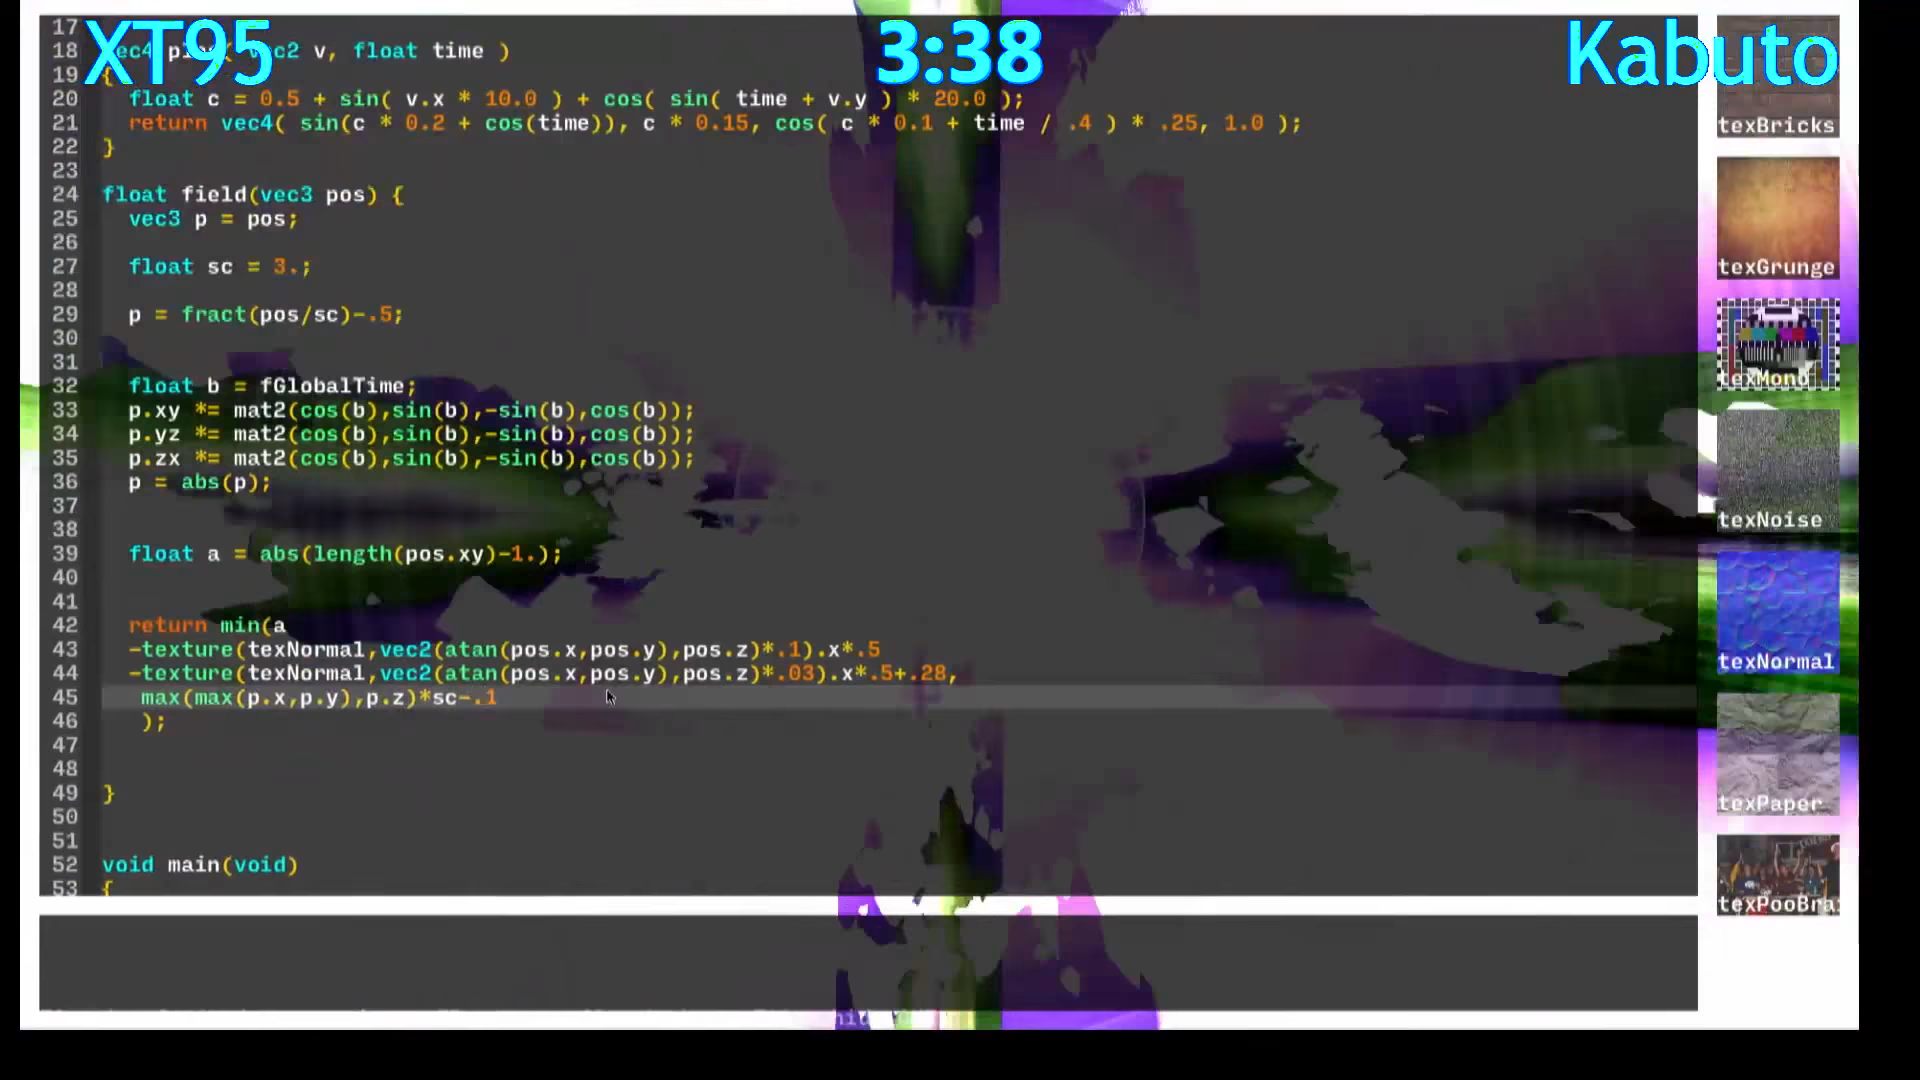 XT95
3:38
Kabuto
17
18 vec4 plas( vec2 v, float time )
19 {
20 float c = 0.5 + sin( v.x * 10.0 ) + cos( sin( time + v.y ) * 20.0 );
21 return vec4( sin(c * 0.2 + cos(time)), c * 0.15, cos( c * 0.1 + time / .4 ) * .25, 1.0 );
22 }
23
24 float field(vec3 pos) {
25 vec3 p = pos;
26
27 float sc = 3.;
28
29 p = fract(pos/sc)-.5;
30
31
32 float b = fGlobalTime;
33 p.xy *= mat2(cos(b),sin(b),-sin(b),cos(b));
34 p.yz *= mat2(cos(b),sin(b),-sin(b),cos(b));
35 p.zx *= mat2(cos(b),sin(b),-sin(b),cos(b));
36 p = abs(p);
37
38
39 float a = abs(length(pos.xy)-1.);
40
41
42 return min(a
43 -texture(texNormal,vec2(atan(pos.x,pos.y),pos.z)*.1).x*.5
44 -texture(texNormal,vec2(atan(pos.x,pos.y),pos.z)*.03).x*.5+.28,
45 max(max(p.x,p.y),p.z)*sc-.1
46 );
47
48
49 }
50
51
52 void main(void)
53 {
texBricks
texGrunge
texMono
texNoise
texNormal
texPaper
texPooBra